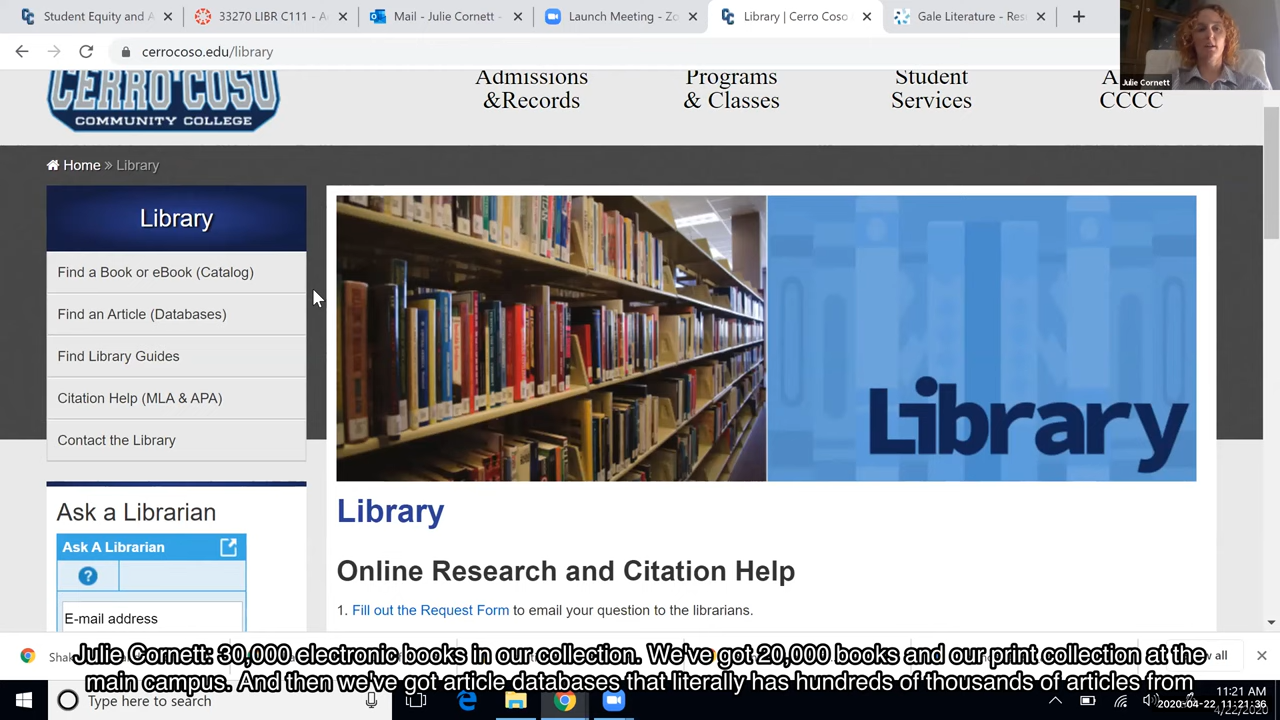 Student Equity and A
33270 LIBR C111 - A
Mail - Julie Cornett -
Launch Meeting - Zo
Library | Cerro Coso
Gale Literature - Res
cerrocoso.edu/library
Julie Cornett
CERRO COSO
COMMUNITY COLLEGE
Admissions
&Records
Programs
& Classes
Student
Services
CCCC
Home » Library
Library
Find a Book or eBook (Catalog)
Find an Article (Databases)
Find Library Guides
Citation Help (MLA & APA)
Contact the Library
Ask a Librarian
Ask A Librarian
?
E-mail address
Library
Library
Online Research and Citation Help
1. Fill out the Request Form to email your question to the librarians.
Julie Cornett: 30,000 electronic books in our collection. We've got 20,000 books and our print collection at the
main campus. And then we've got article databases that literally has hundreds of thousands of articles from
Type here to search
11:21 AM
2020-04-22 11:21:36
4/22/2020